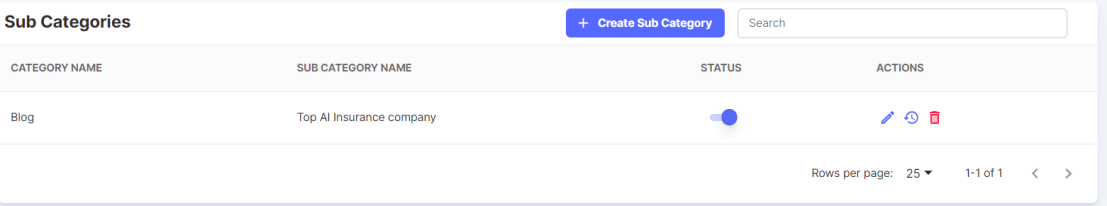 Sub Categories
+ Create Sub Category
Search
CATEGORY NAME SUB CATEGORY NAME STATUS ACTIONS
Blog Top AI Insurance company
Rows per page: 25 1-1 of 1